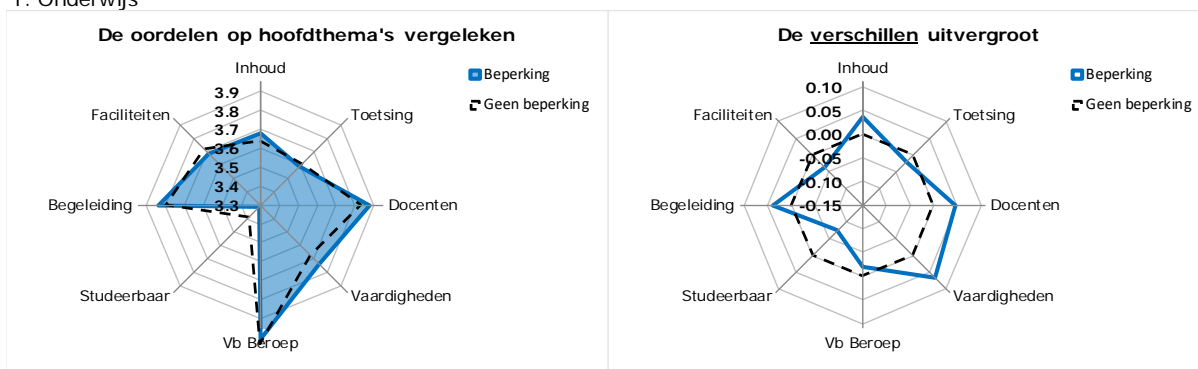 1. Onderwijs
De oordelen op hoofdthema's vergeleken
Inhoud
Beperking
Geen beperking
3.9
3.8
3.7
3.6
3.5
3.4
3.3
Faciliteiten
Toetsing
Begeleiding
Docenten
Studeerbaar
Vaardigheden
Vb Beroep
De verschillen uitvergroot
Inhoud
Beperking
Geen beperking
0.10
0.05
0.00
-0.05
-0.10
-0.15
Faciliteiten
Toetsing
Begeleiding
Docenten
Studeerbaar
Vaardigheden
Vb Beroep